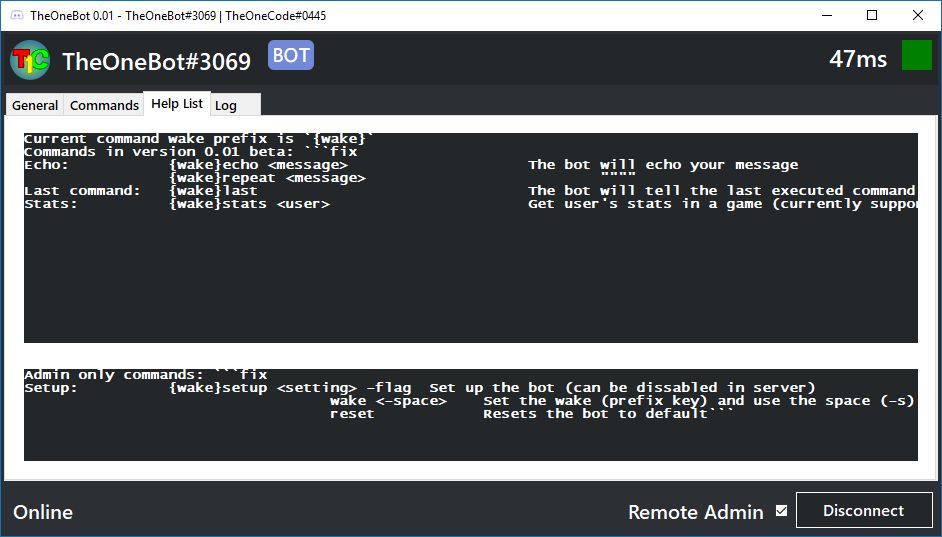 TheOneBot 0.01 - TheOneBot#3069 | TheOneCode#0445
T1C TheOneBot#3069 BOT 47ms
General Commands Help List Log
Current command wake prefix is `{wake}`
Commands in version 0.01 beta: ```fix
Echo: {wake}echo <message> The bot will echo your message
{wake}repeat <message> """"
Last command: {wake}last The bot will tell the last executed command
Stats: {wake}stats <user> Get user's stats in a game (currently suppor
Admin only commands: ```fix
Setup: {wake}setup <setting> -flag Set up the bot (can be dissabled in server)
wake <-space> Set the wake (prefix key) and use the space (-s)
reset Resets the bot to default```
Online Remote Admin Disconnect